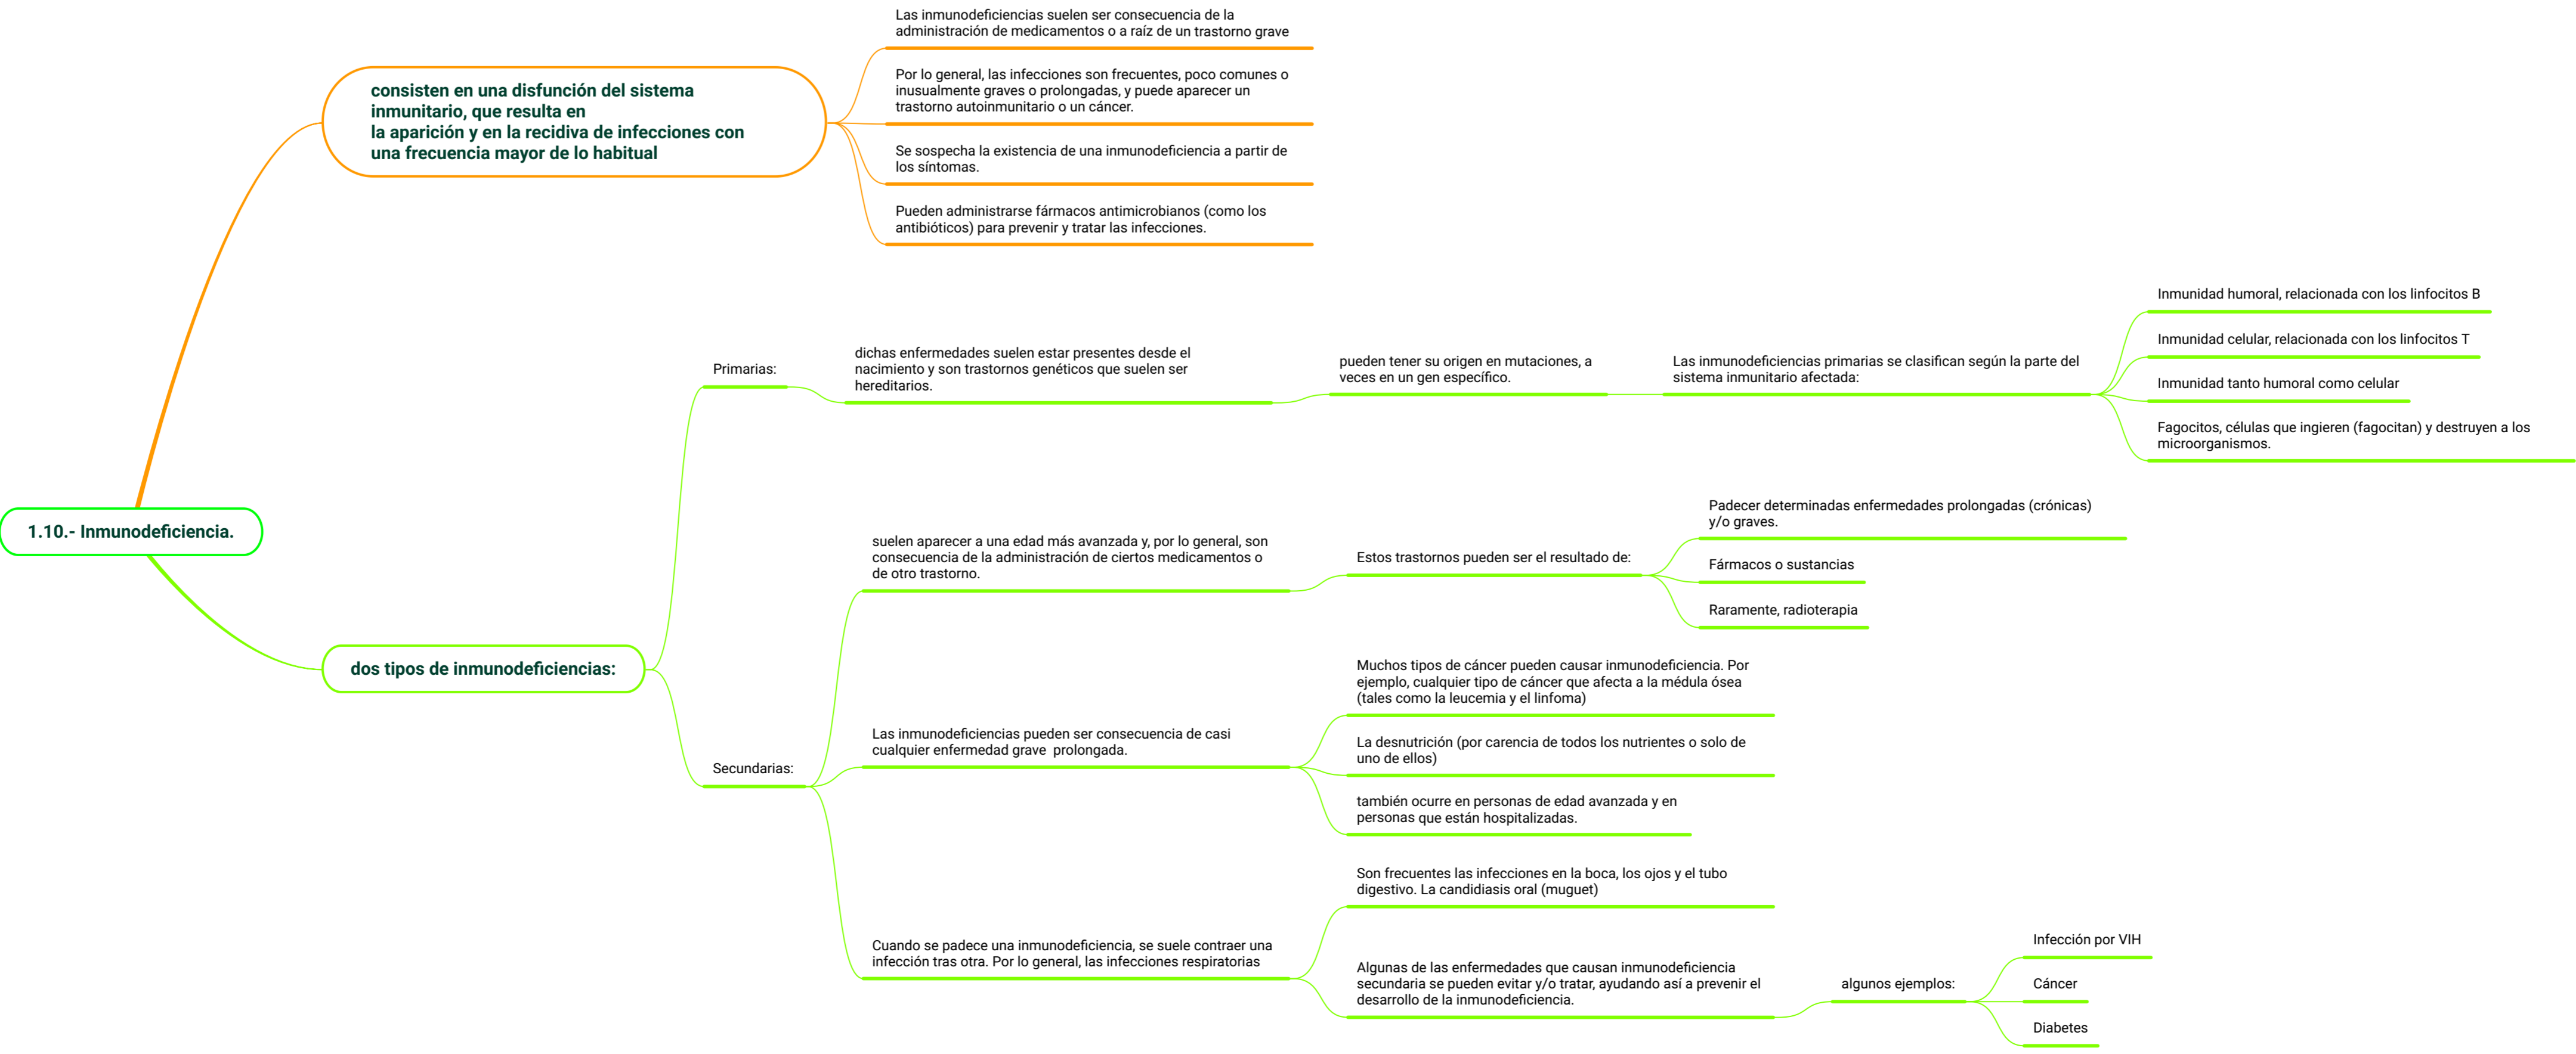 Las inmunodeficiencias suelen ser consecuencia de la
administración de medicamentos o a raíz de un trastorno grave
consisten en una disfunción del sistema
inmunitario, que resulta en
la aparición y en la recidiva de infecciones con
una frecuencia mayor de lo habitual
Por lo general, las infecciones son frecuentes, poco comunes o
inusualmente graves o prolongadas, y puede aparecer un
trastorno autoinmunitario o un cáncer.
Se sospecha la existencia de una inmunodeficiencia a partir de
los síntomas.
Pueden administrarse fármacos antimicrobianos (como los
antibióticos) para prevenir y tratar las infecciones.
1.10.- Inmunodeficiencia.
dos tipos de inmunodeficiencias:
Primarias:
dichas enfermedades suelen estar presentes desde el
nacimiento y son trastornos genéticos que suelen ser
hereditarios.
pueden tener su origen en mutaciones, a
veces en un gen específico.
Las inmunodeficiencias primarias se clasifican según la parte del
sistema inmunitario afectada:
Inmunidad humoral, relacionada con los linfocitos B
Inmunidad celular, relacionada con los linfocitos T
Inmunidad tanto humoral como celular
Fagocitos, células que ingieren (fagocitan) y destruyen a los
microorganismos.
Secundarias:
suelen aparecer a una edad más avanzada y, por lo general, son
consecuencia de la administración de ciertos medicamentos o
de otro trastorno.
Estos trastornos pueden ser el resultado de:
Padecer determinadas enfermedades prolongadas (crónicas)
y/o graves.
Fármacos o sustancias
Raramente, radioterapia
Las inmunodeficiencias pueden ser consecuencia de casi
cualquier enfermedad grave  prolongada.
Muchos tipos de cáncer pueden causar inmunodeficiencia. Por
ejemplo, cualquier tipo de cáncer que afecta a la médula ósea
(tales como la leucemia y el linfoma)
La desnutrición (por carencia de todos los nutrientes o solo de
uno de ellos)
también ocurre en personas de edad avanzada y en
personas que están hospitalizadas.
Cuando se padece una inmunodeficiencia, se suele contraer una
infección tras otra. Por lo general, las infecciones respiratorias
Son frecuentes las infecciones en la boca, los ojos y el tubo
digestivo. La candidiasis oral (muguet)
Algunas de las enfermedades que causan inmunodeficiencia
secundaria se pueden evitar y/o tratar, ayudando así a prevenir el
desarrollo de la inmunodeficiencia.
algunos ejemplos:
Infección por VIH
Cáncer
Diabetes